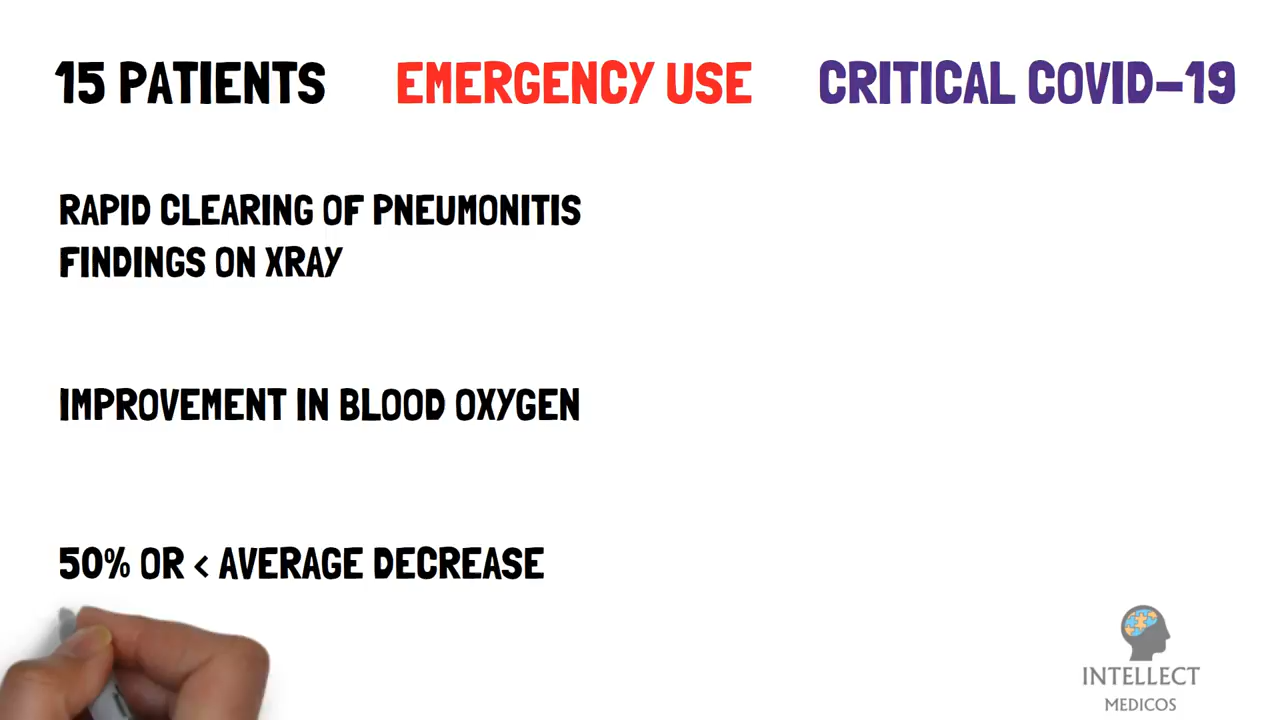 15 PATIENTS EMERGENCY USE CRITICAL COVID-19
RAPID CLEARING OF PNEUMONITIS
FINDINGS ON XRAY
IMPROVEMENT IN BLOOD OXYGEN
50% OR < AVERAGE DECREASE
INTELLECT
MEDICOS